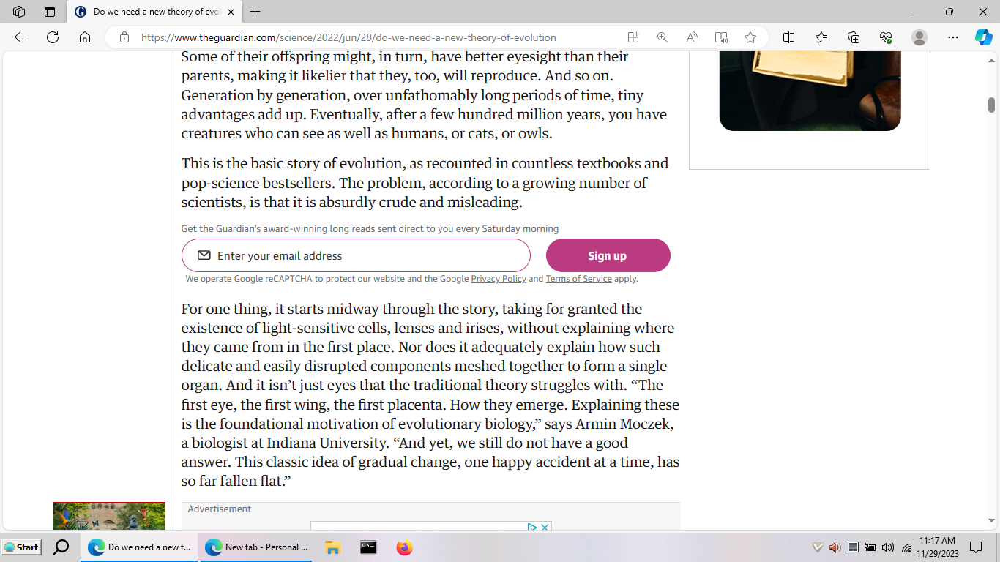 Do we need a new theory of evol
https://www.theguardian.com/science/2022/jun/28/do-we-need-a-new-theory-of-evolution
Some of their offspring might, in turn, have better eyesight than their
parents, making it likelier that they, too, will reproduce. And so on.
Generation by generation, over unfathomably long periods of time, tiny
advantages add up. Eventually, after a few hundred million years, you have
creatures who can see as well as humans, or cats, or owls.
This is the basic story of evolution, as recounted in countless textbooks and
pop-science bestsellers. The problem, according to a growing number of
scientists, is that it is absurdly crude and misleading.
Get the Guardian's award-winning long reads sent direct to you every Saturday morning
Enter your email address
Sign up
We operate Google reCAPTCHA to protect our website and the Google Privacy Policy and Terms of Service apply.
For one thing, it starts midway through the story, taking for granted the
existence of light-sensitive cells, lenses and irises, without explaining where
they came from in the first place. Nor does it adequately explain how such
delicate and easily disrupted components meshed together to form a single
organ. And it isn’t just eyes that the traditional theory struggles with. “The
first eye, the first wing, the first placenta. How they emerge. Explaining these
is the foundational motivation of evolutionary biology,” says Armin Moczek,
a biologist at Indiana University. “And yet, we still do not have a good
answer. This classic idea of gradual change, one happy accident at a time, has
so far fallen flat.”
Advertisement
Start
Do we need a new t...
New tab - Personal ...
11:17 AM
11/29/2023